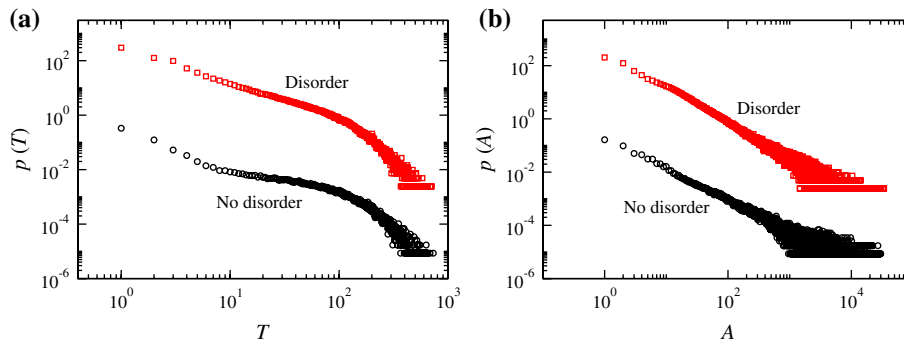 (a)
p (T)
10^2
10^0
10^-2
10^-4
10^-6
Disorder
No disorder
10^0 10^1 10^2 10^3
T
(b)
p (A)
10^2
10^0
10^-2
10^-4
10^-6
Disorder
No disorder
10^0 10^2 10^4
A